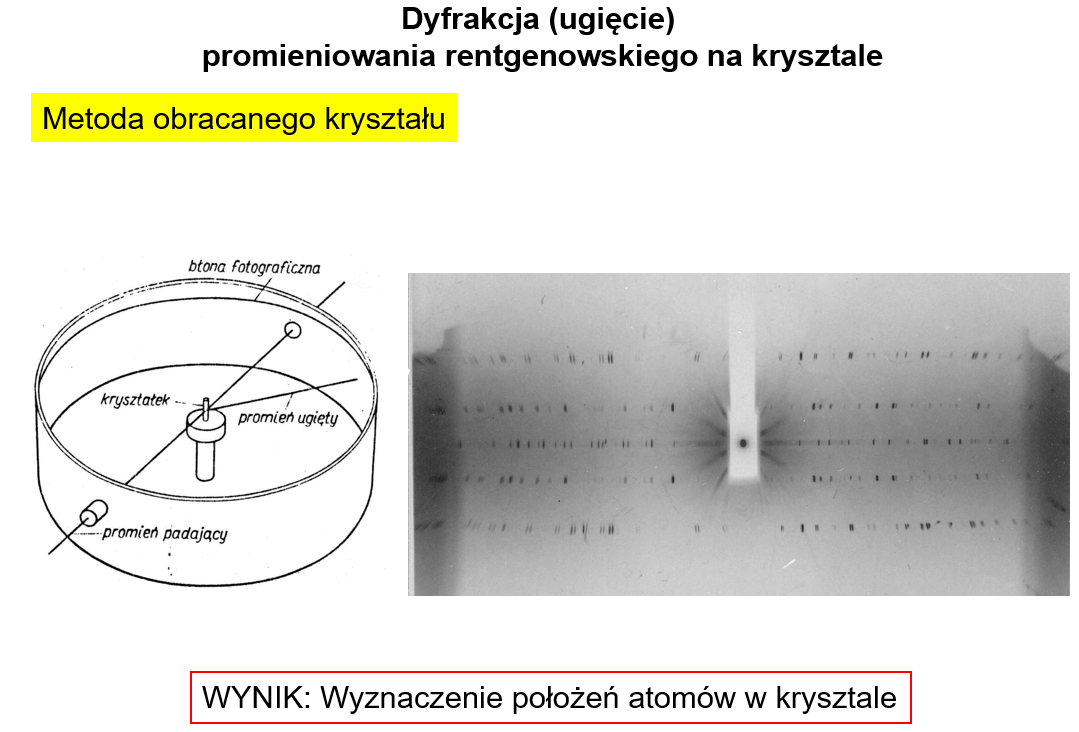 Dyfrakcja (ugięcie)
promieniowania rentgenowskiego na krysztale
Metoda obracanego kryształu
błona fotograficzna
kryształek
promień ugięty
promień padający
WYNIK: Wyznaczenie położeń atomów w krysztale